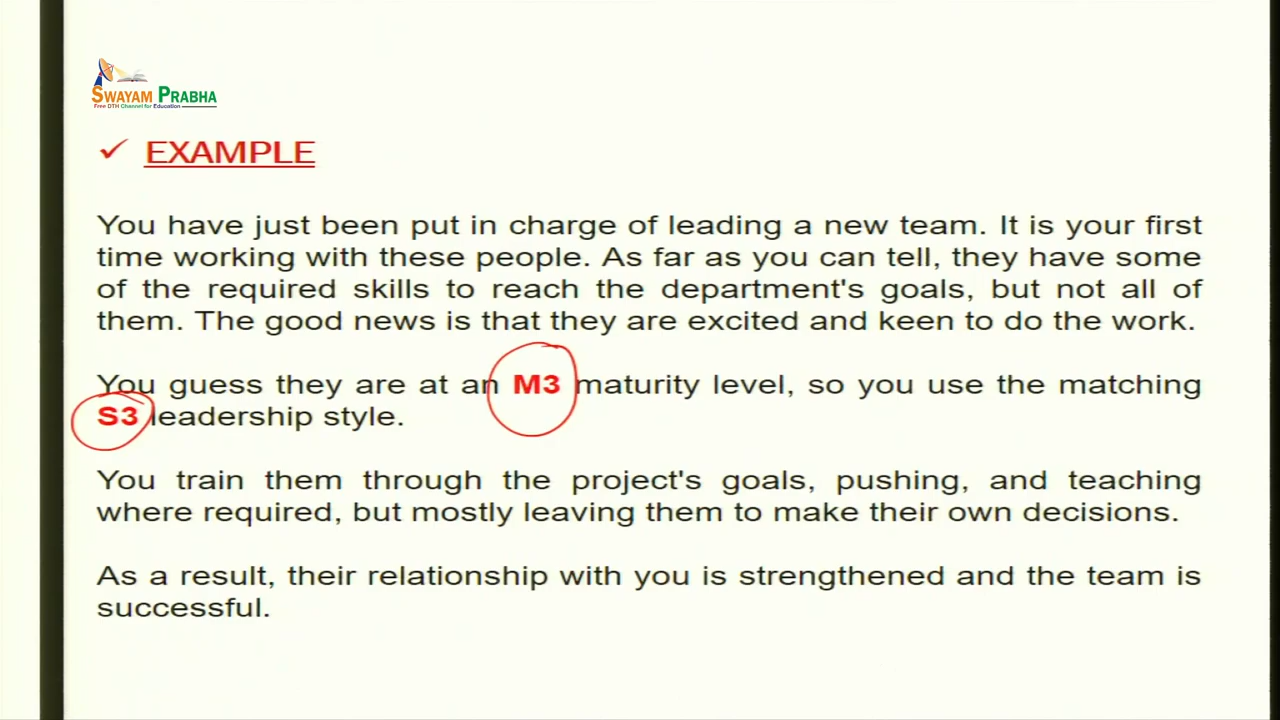 SWAYAM PRABHA
Free DTH Channel for Education
EXAMPLE
You have just been put in charge of leading a new team. It is your first
time working with these people. As far as you can tell, they have some
of the required skills to reach the department's goals, but not all of
them. The good news is that they are excited and keen to do the work.
You guess they are at an M3 maturity level, so you use the matching
S3 leadership style.
You train them through the project's goals, pushing, and teaching
where required, but mostly leaving them to make their own decisions.
As a result, their relationship with you is strengthened and the team is
successful.